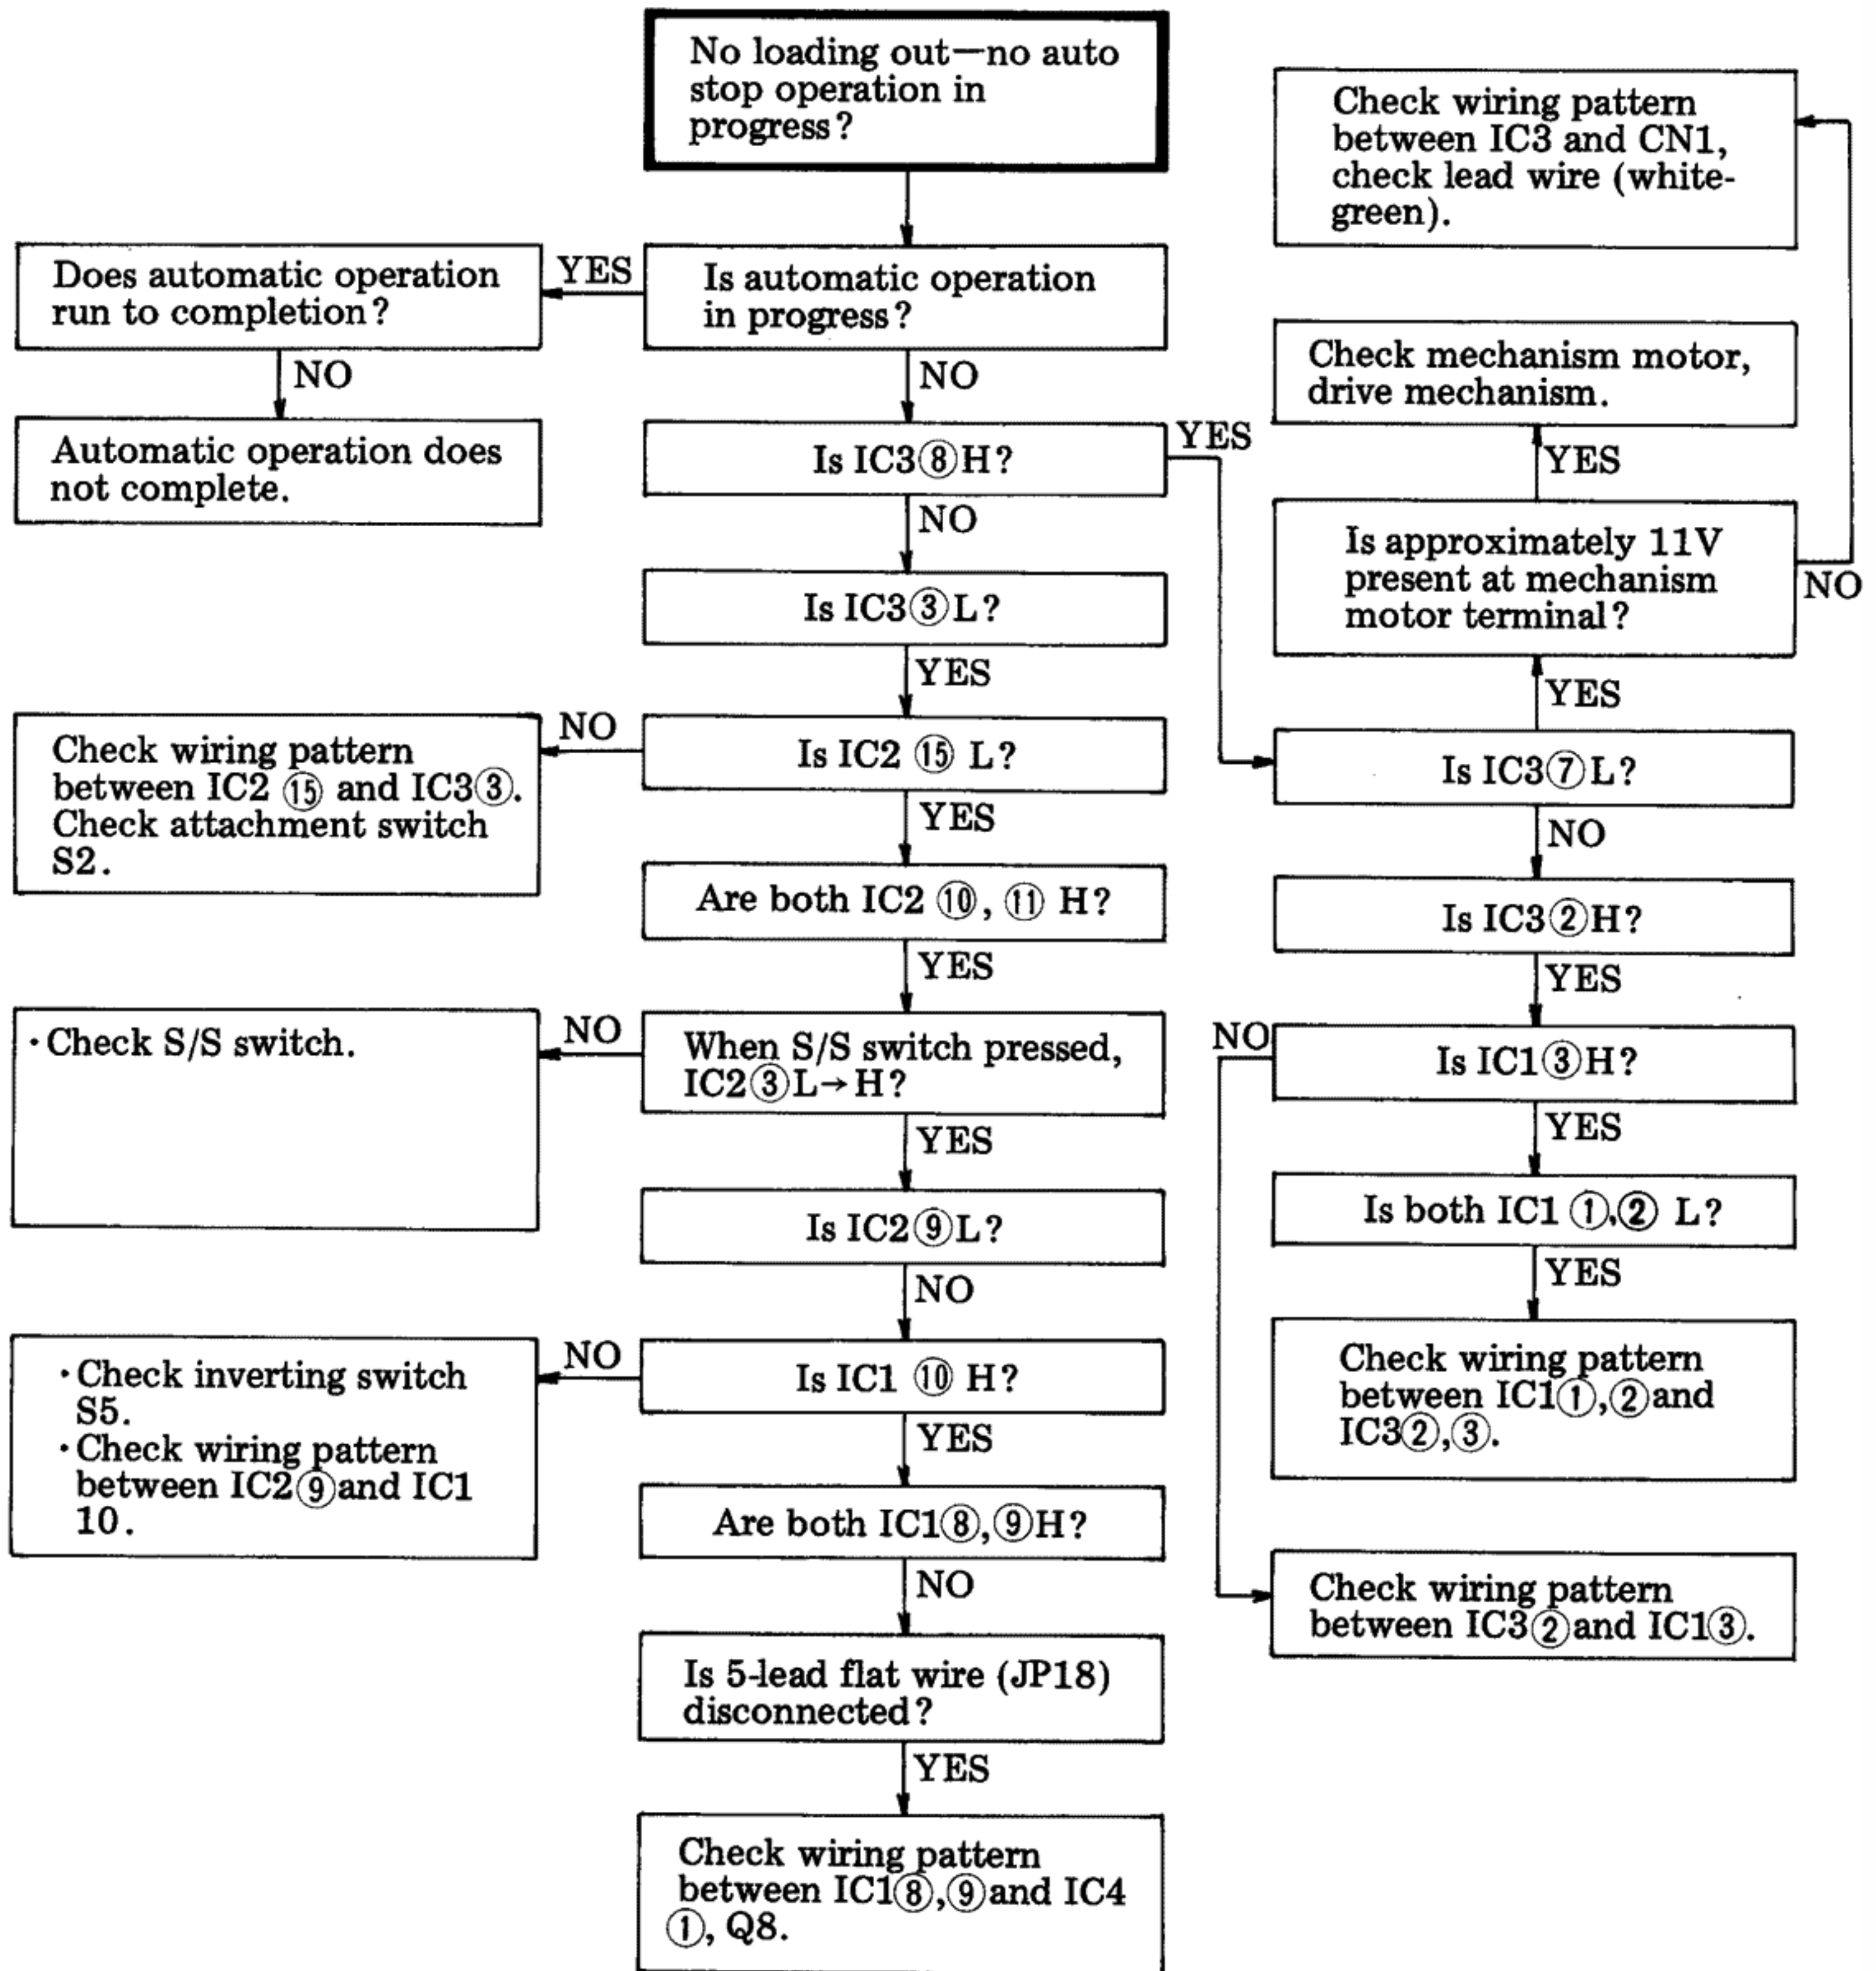 No loading out—no auto
stop operation in
progress?
Is automatic operation
in progress?
YES
Does automatic operation
run to completion?
NO
Automatic operation does
not complete.
NO
Is IC3⑧H?
YES
NO
Is IC3③L?
YES
Is IC2 ⑮ L?
NO
Check wiring pattern
between IC2 ⑮ and IC3③.
Check attachment switch
S2.
YES
Are both IC2 ⑩, ⑪ H?
YES
When S/S switch pressed,
IC2③L→H?
NO
· Check S/S switch.
YES
Is IC2⑨L?
NO
Is IC1 ⑩ H?
NO
· Check inverting switch
S5.
· Check wiring pattern
between IC2⑨and IC1
10.
YES
Are both IC1⑧,⑨H?
NO
Is 5-lead flat wire (JP18)
disconnected?
YES
Check wiring pattern
between IC1⑧,⑨and IC4
①, Q8.
Check wiring pattern
between IC3 and CN1,
check lead wire (white-
green).
Check mechanism motor,
drive mechanism.
YES
Is approximately 11V
present at mechanism
motor terminal?
NO
YES
Is IC3⑦L?
NO
Is IC3②H?
YES
Is IC1③H?
NO
YES
Is both IC1 ①,② L?
YES
Check wiring pattern
between IC1①,②and
IC3②,③.
Check wiring pattern
between IC3②and IC1③.